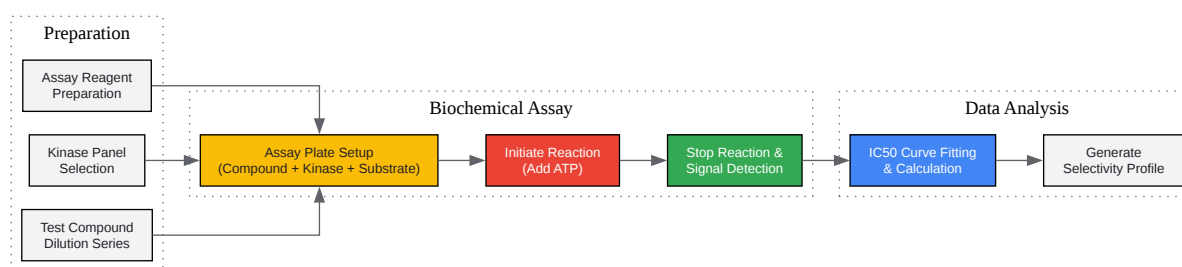 Preparation
Assay Reagent
Preparation
Kinase Panel
Selection
Test Compound
Dilution Series
Biochemical Assay
Assay Plate Setup
(Compound + Kinase + Substrate)
Initiate Reaction
(Add ATP)
Stop Reaction &
Signal Detection
Data Analysis
IC50 Curve Fitting
& Calculation
Generate
Selectivity Profile